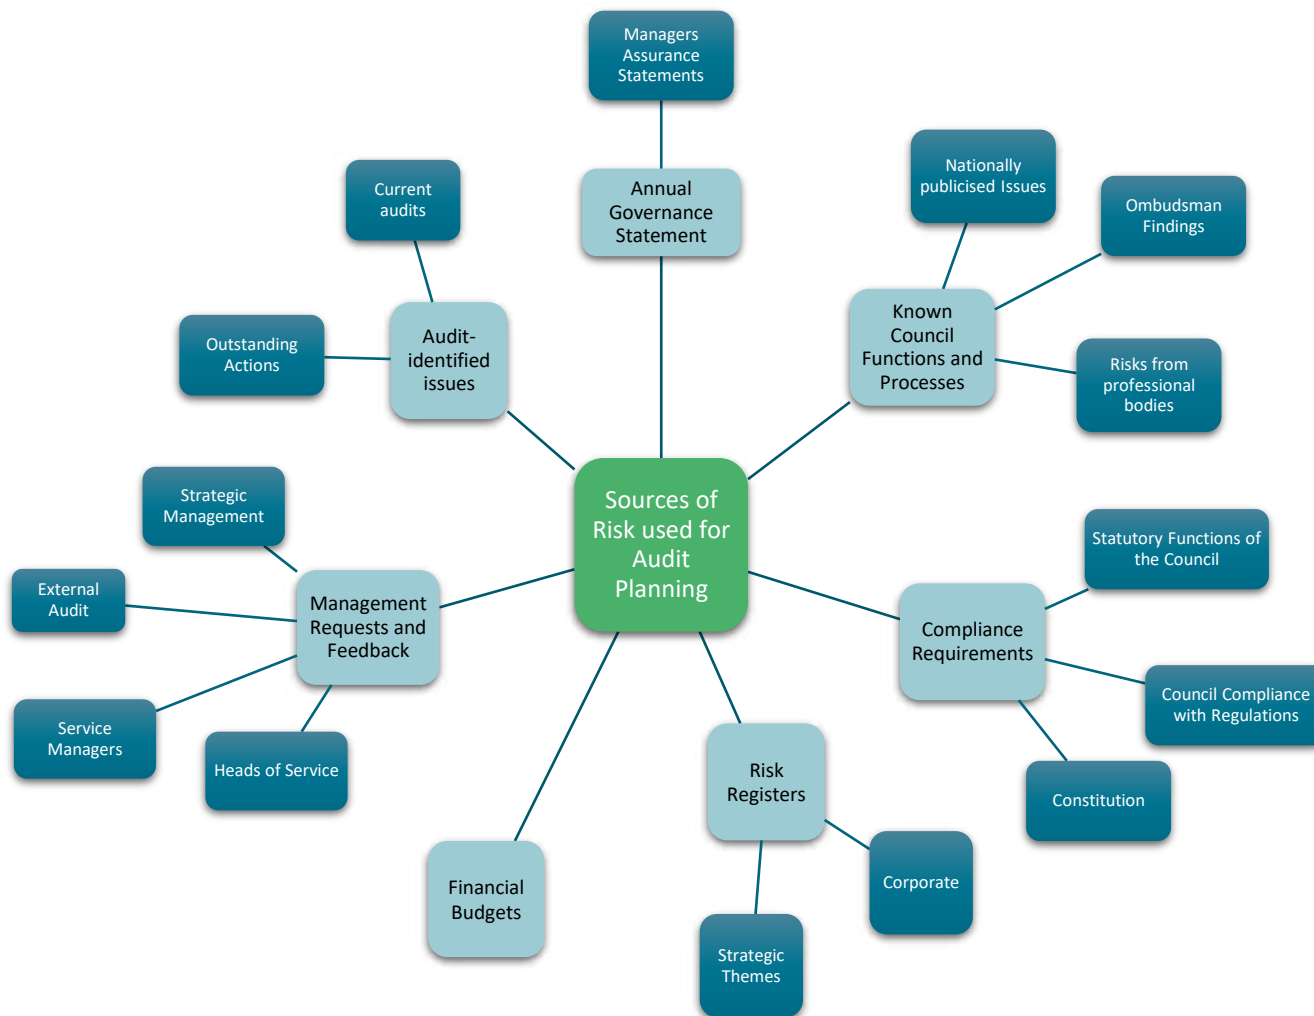 Managers
Assurance
Statements
Annual
Governance
Statement
Nationally
publicised Issues
Ombudsman
Findings
Known
Council
Functions and
Processes
Risks from
professional
bodies
Current
audits
Outstanding
Actions
Audit-
identified
issues
Sources of
Risk used for
Audit
Planning
Strategic
Management
External
Audit
Management
Requests and
Feedback
Service
Managers
Heads of Service
Statutory Functions of
the Council
Compliance
Requirements
Council Compliance
with Regulations
Constitution
Risk
Registers
Corporate
Strategic
Themes
Financial
Budgets